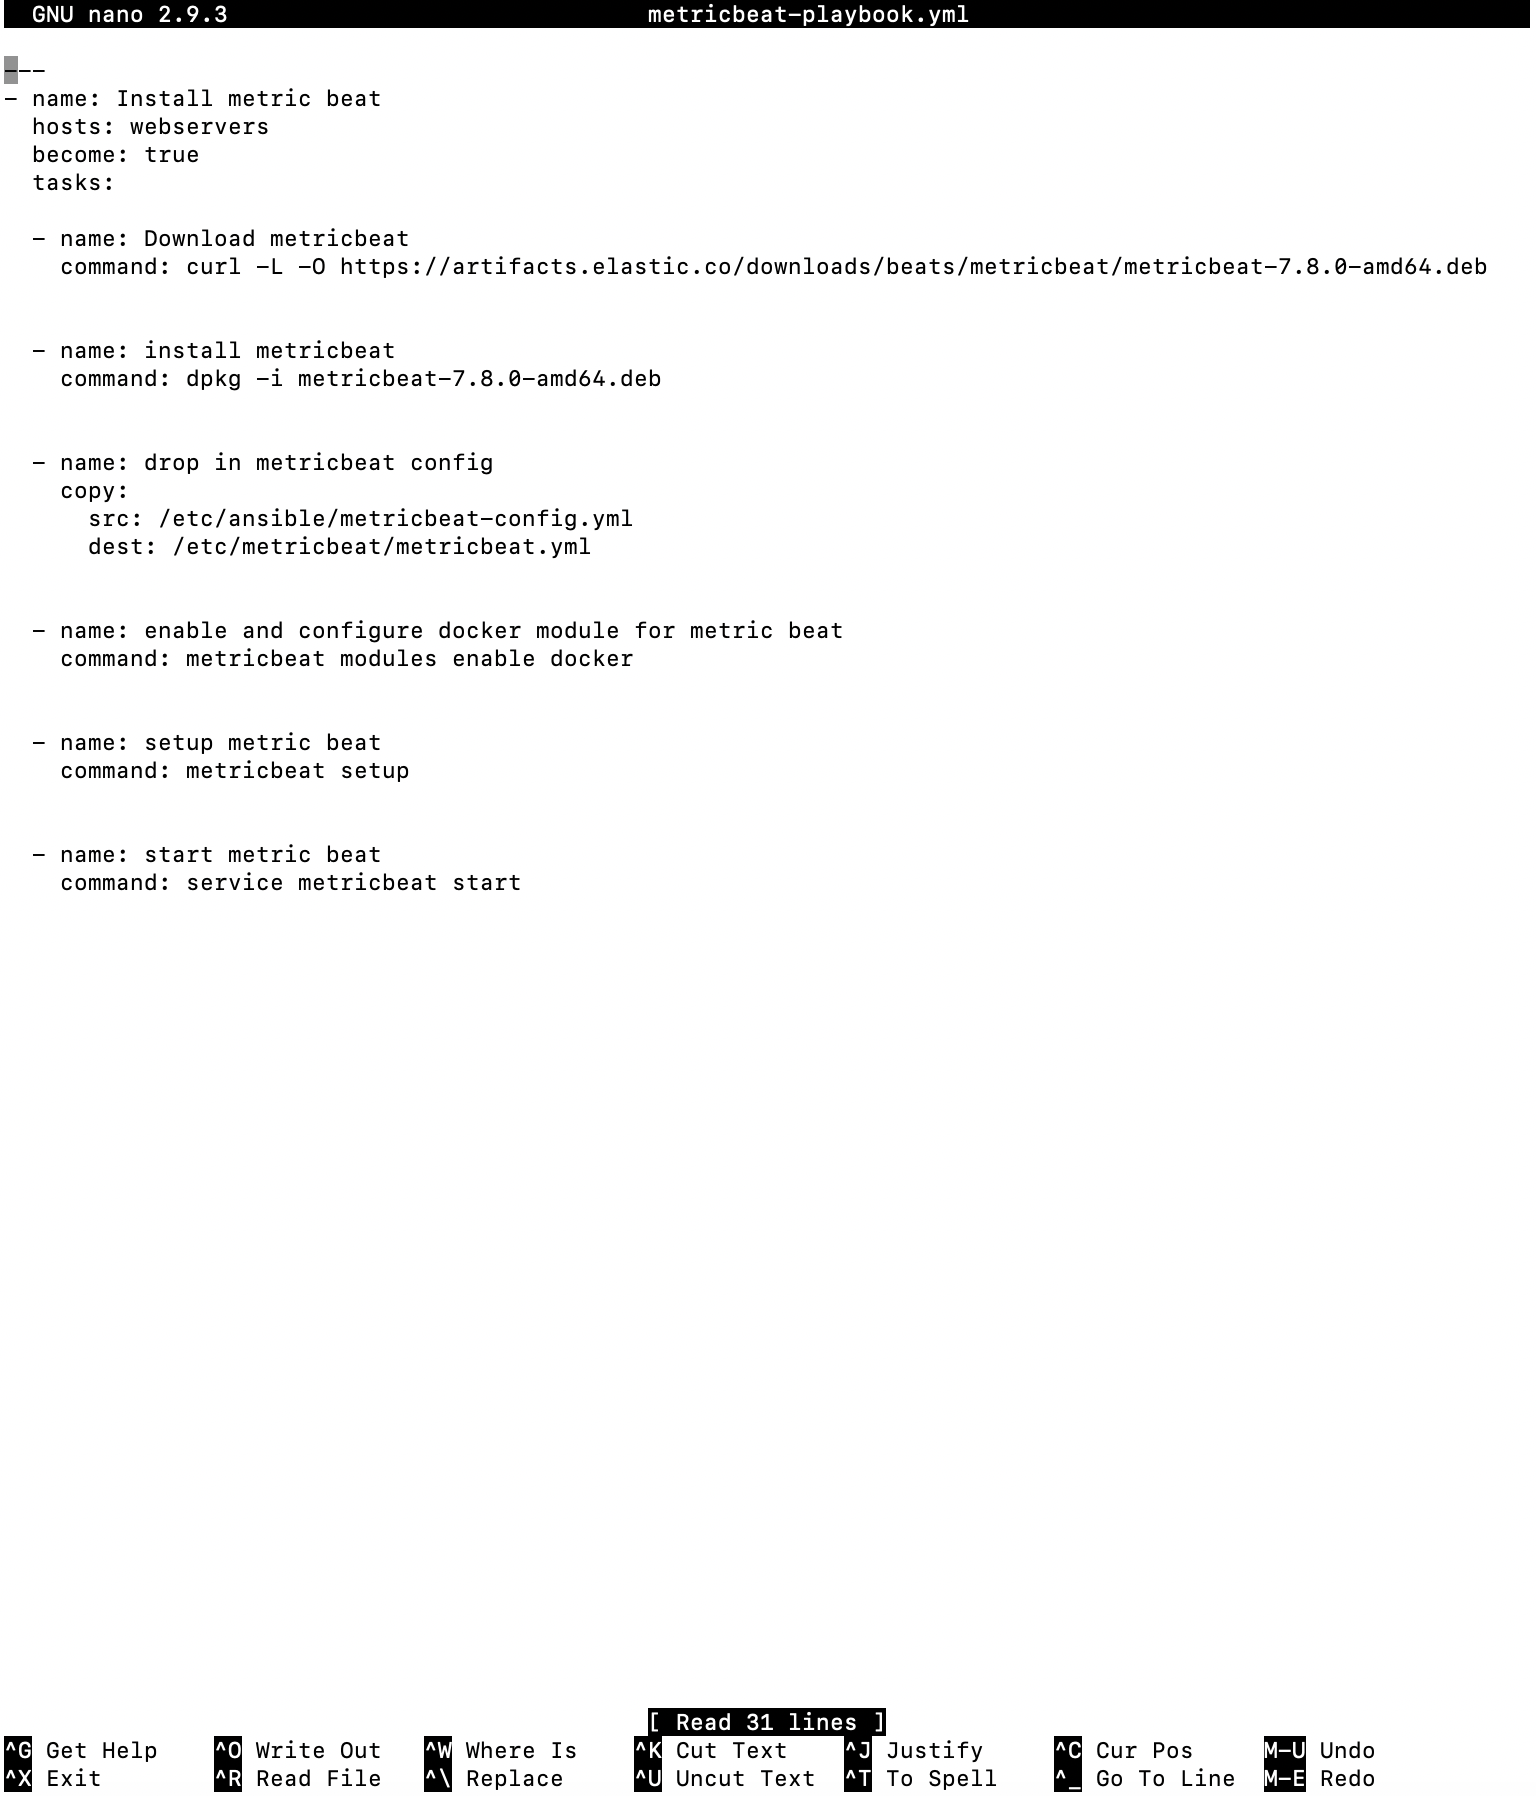 GNU nano 2.9.3 metricbeat-playbook.yml
---
- name: Install metric beat
  hosts: webservers
  become: true
  tasks:
  - name: Download metricbeat
    command: curl -L -O https://artifacts.elastic.co/downloads/beats/metricbeat/metricbeat-7.8.0-amd64.deb
  - name: install metricbeat
    command: dpkg -i metricbeat-7.8.0-amd64.deb
  - name: drop in metricbeat config
    copy:
      src: /etc/ansible/metricbeat-config.yml
      dest: /etc/metricbeat/metricbeat.yml
  - name: enable and configure docker module for metric beat
    command: metricbeat modules enable docker
  - name: setup metric beat
    command: metricbeat setup
  - name: start metric beat
    command: service metricbeat start
[ Read 31 lines ]
^G Get Help ^O Write Out ^W Where Is ^K Cut Text ^J Justify ^C Cur Pos M-U Undo
^X Exit ^R Read File ^\ Replace ^U Uncut Text ^T To Spell ^_ Go To Line M-E Redo